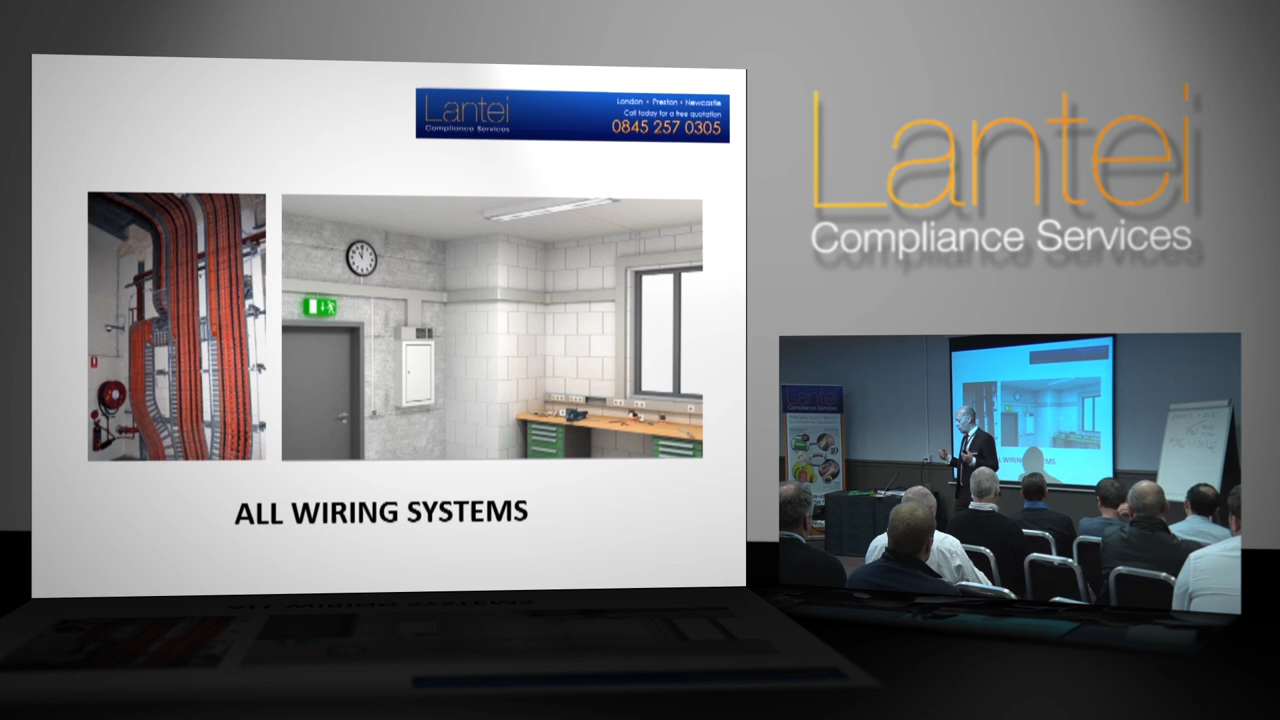 Lantei
Compliance Services
London • Preston • Newcastle
Call today for a free quotation
0845 257 0305
ALL WIRING SYSTEMS
Lantei
Compliance Services
Lantei
Compliance Services